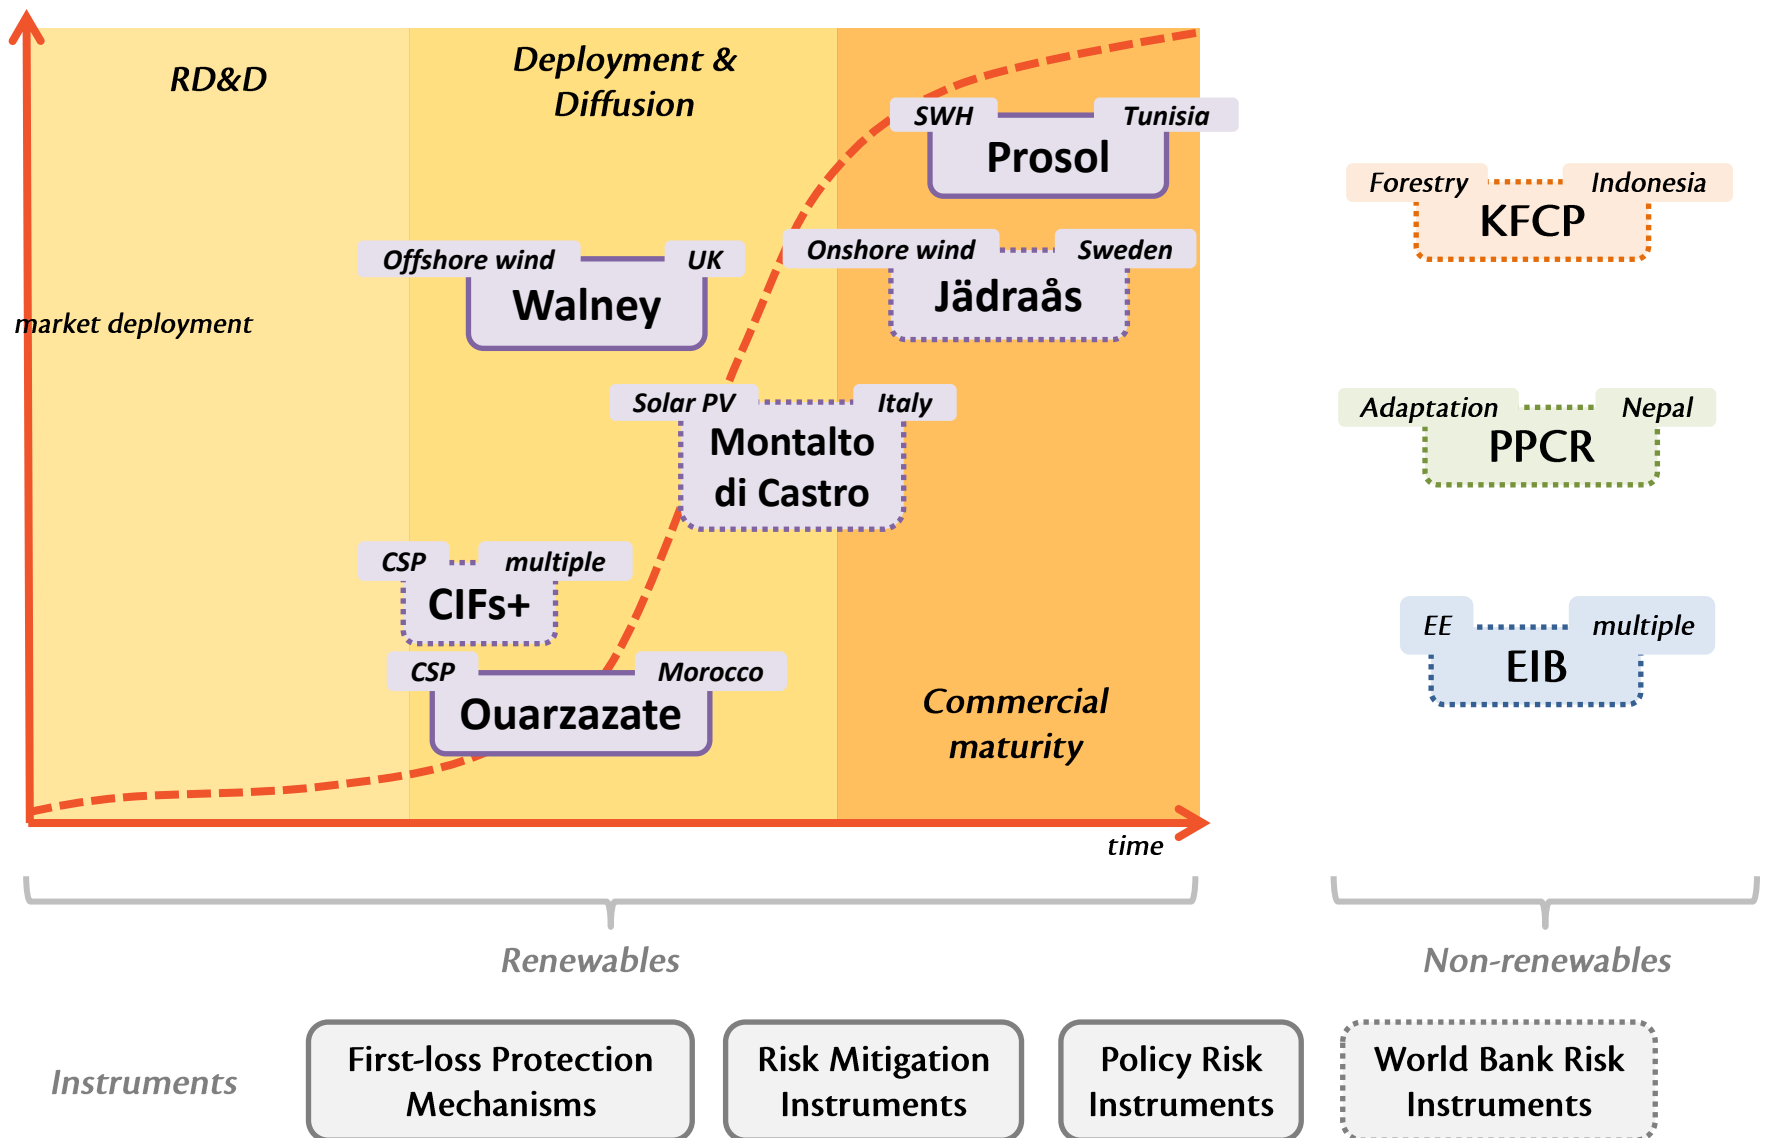 RD&D
Deployment &
Diffusion
SWH
Tunisia
Prosol
Offshore wind
UK
Walney
Onshore wind
Sweden
Jädraås
market deployment
Solar PV
Italy
Montalto
di Castro
CSP
multiple
CIFs+
CSP
Morocco
Ouarzazate
Commercial
maturity
time
Forestry
Indonesia
KFCP
Adaptation
Nepal
PPCR
EE
multiple
EIB
Renewables
Non-renewables
Instruments
First-loss Protection
Mechanisms
Risk Mitigation
Instruments
Policy Risk
Instruments
World Bank Risk
Instruments